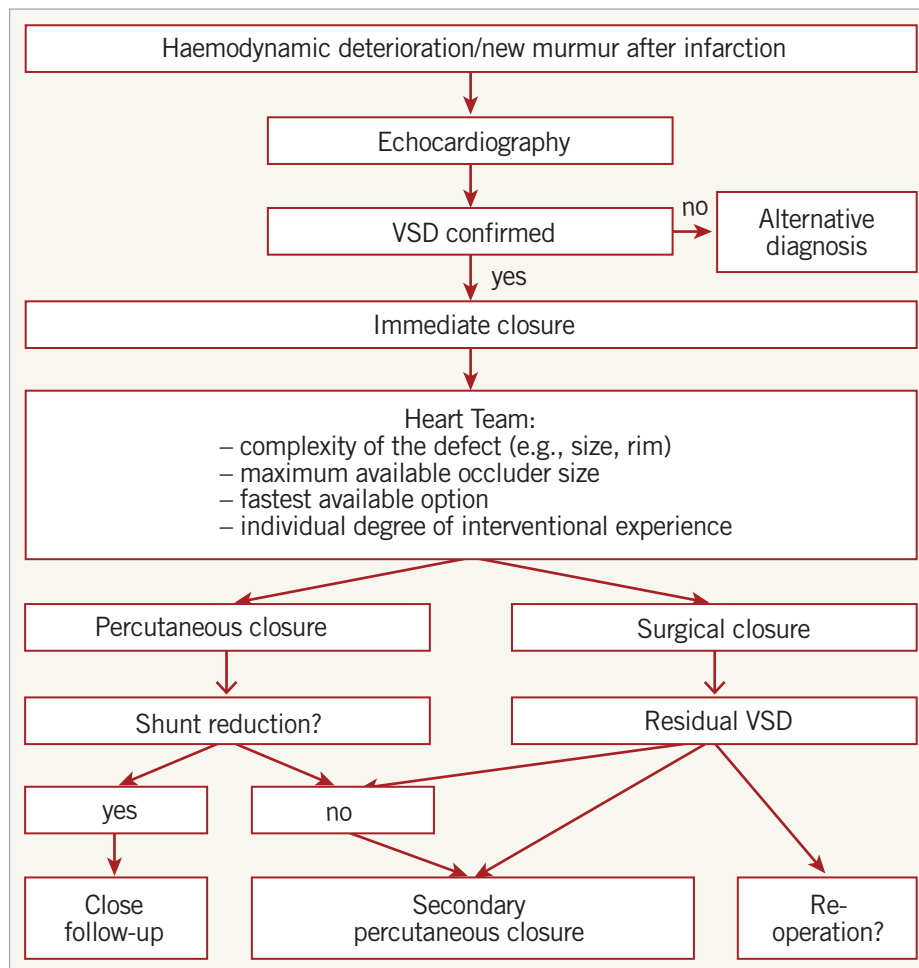 Haemodynamic deterioration/new murmur after infarction
Echocardiography
VSD confirmed
no
Alternative
diagnosis
yes
Immediate closure
Heart Team:
– complexity of the defect (e.g., size, rim)
– maximum available occluder size
– fastest available option
– individual degree of interventional experience
Percutaneous closure
Surgical closure
Shunt reduction?
Residual VSD
yes
no
Close
follow-up
Secondary
percutaneous closure
Re-
operation?